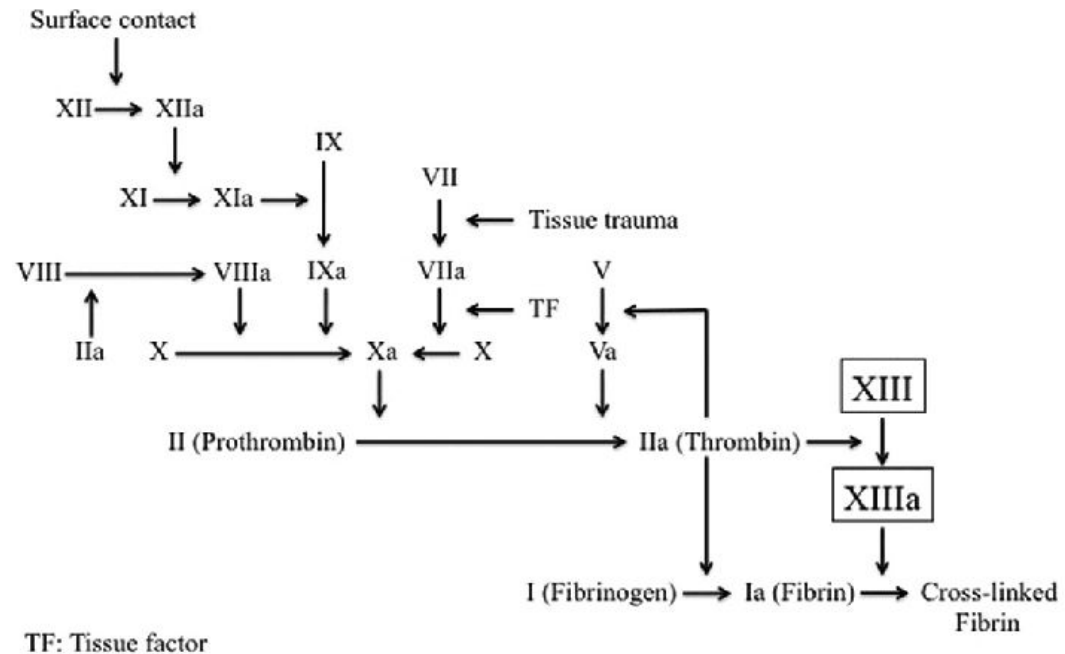 Surface contact
XII XIIa
IX
VII
XI XIa
Tissue trauma
VIII VIIIa IXa VIIa V
TF
IIa X Xa X Va
XIII
II (Prothrombin) IIa (Thrombin)
XIIIa
I (Fibrinogen) Ia (Fibrin) Cross-linked
Fibrin
TF: Tissue factor